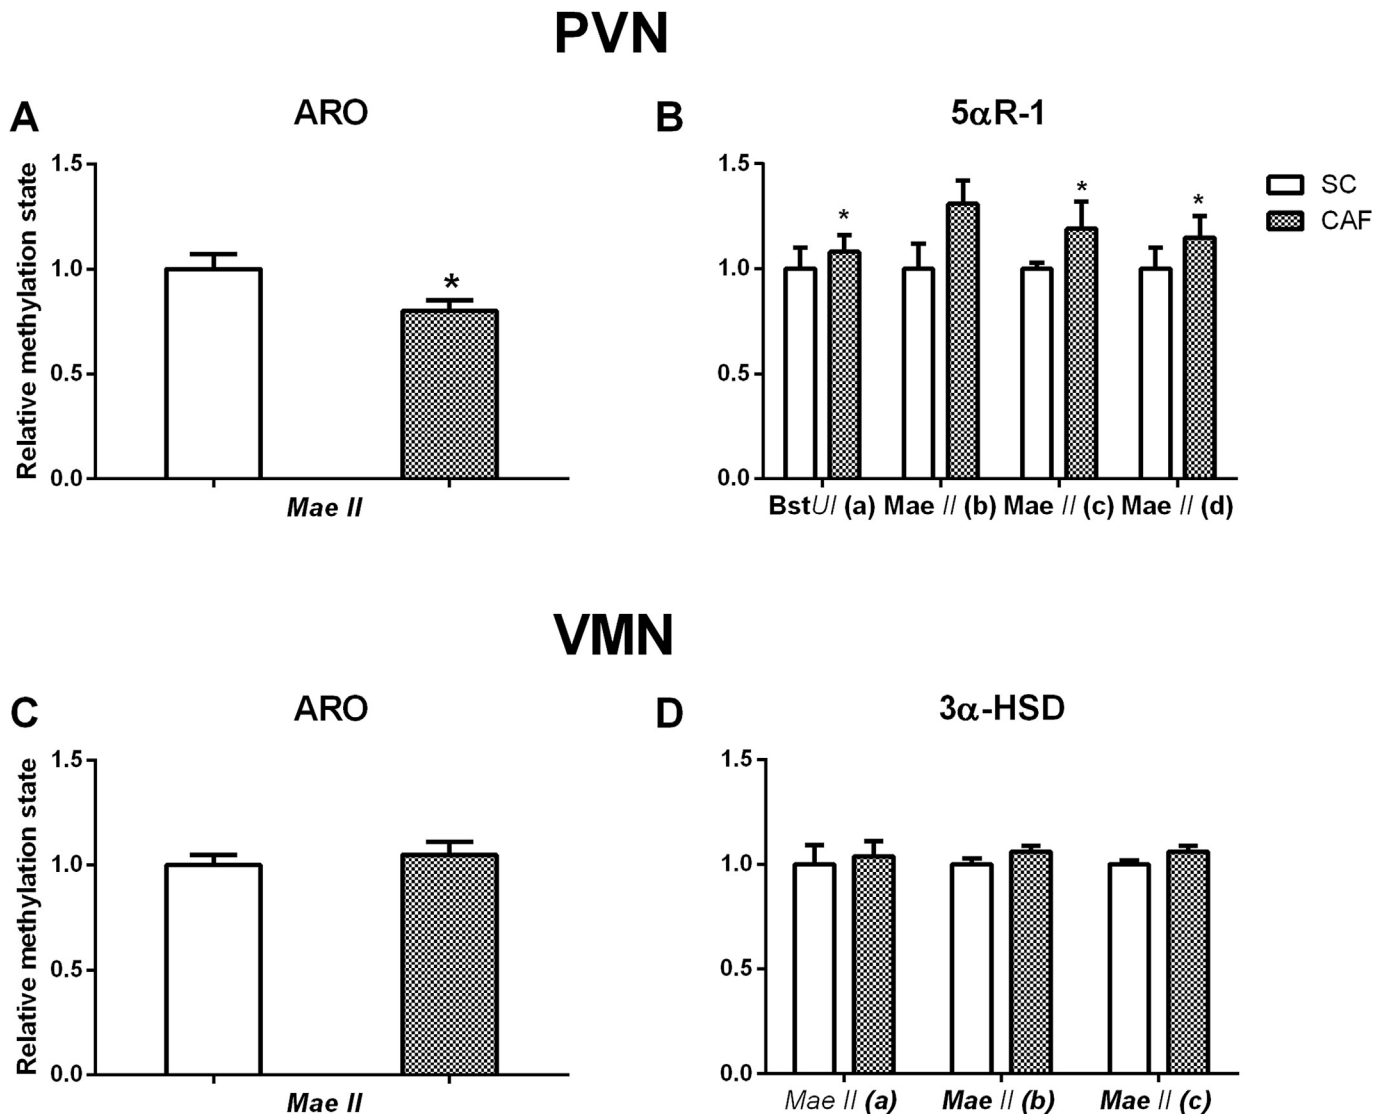 PVN
A
ARO
Relative methylation state
1.5
1.0
0.5
0.0
*
Mae II
B
5αR-1
1.5
1.0
0.5
0.0
*
*
*
BstUI (a) Mae II (b) Mae II (c) Mae II (d)
SC
CAF
VMN
C
ARO
Relative methylation state
1.5
1.0
0.5
0.0
Mae II
D
3α-HSD
1.5
1.0
0.5
0.0
Mae II (a) Mae II (b) Mae II (c)